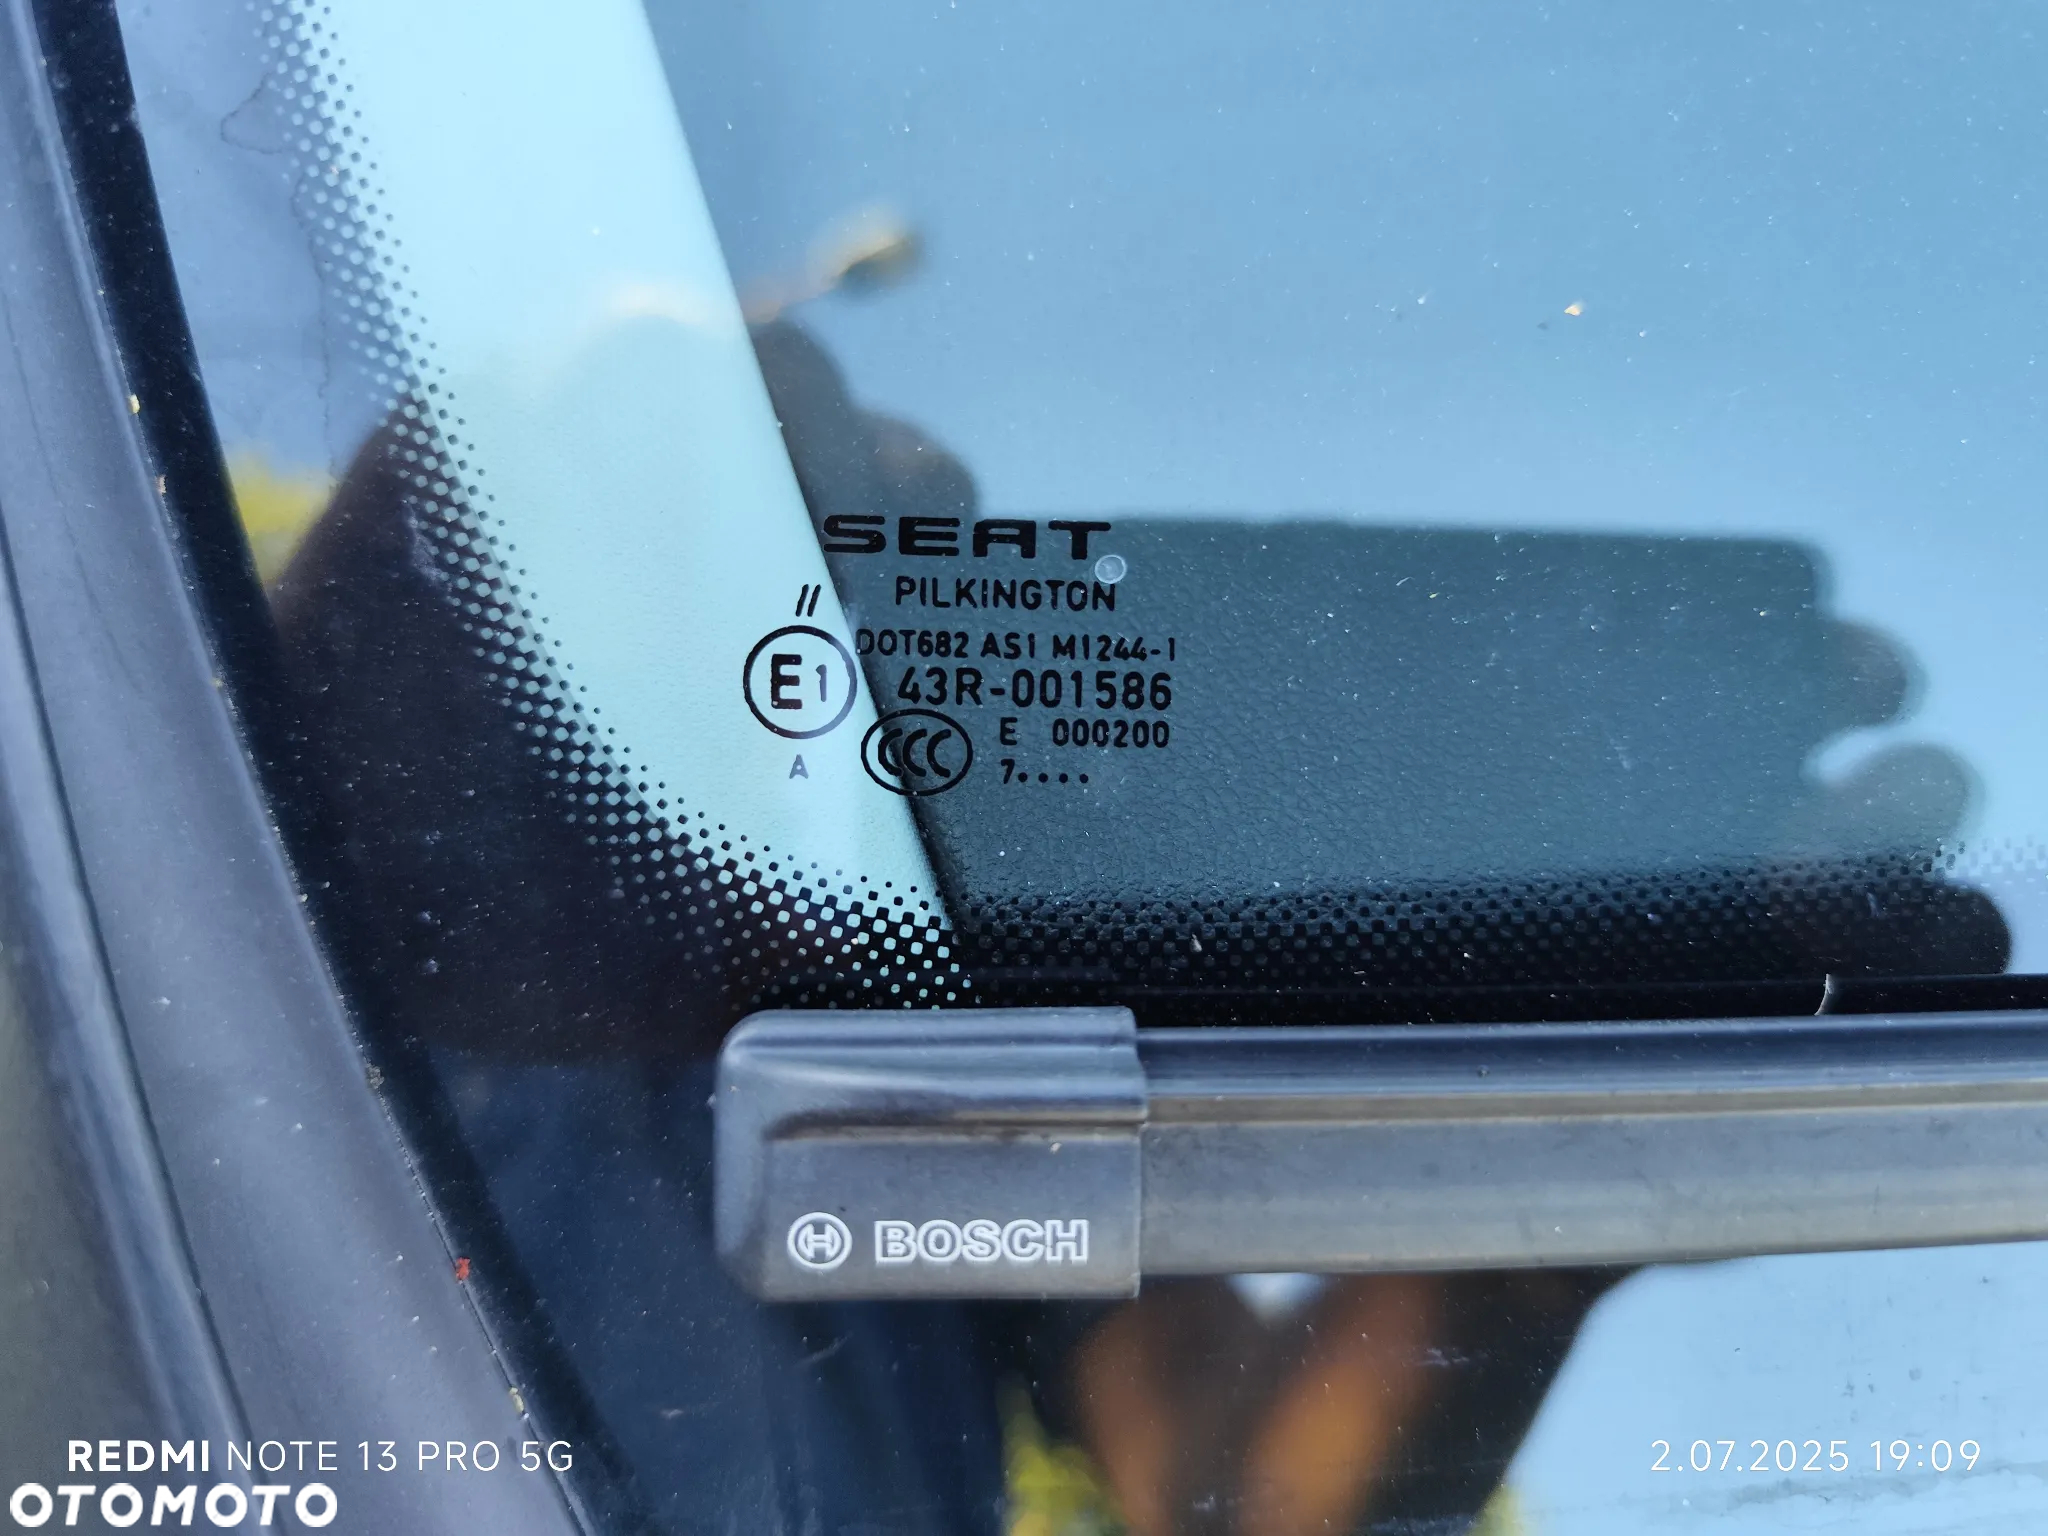 SEAT
PILKINGTON
//
DOT682 AS1 M1244-1
E1
43R-001586
CCC
E 000200
A
7....
BOSCH
REDMI NOTE 13 PRO 5G
2.07.2025 19:09
OTOMOTO